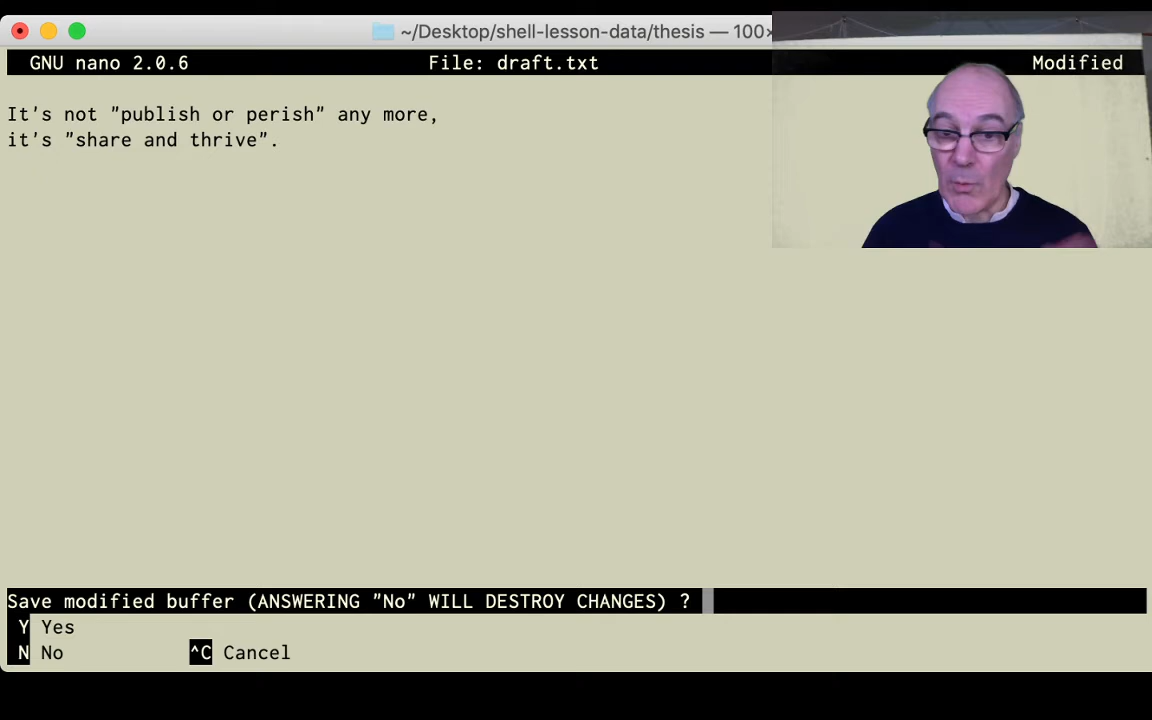 ~/Desktop/shell-lesson-data/thesis — 100×
GNU nano 2.0.6 File: draft.txt Modified
It's not "publish or perish" any more,
it's "share and thrive".
Save modified buffer (ANSWERING "No" WILL DESTROY CHANGES) ?
Y Yes
N No ^C Cancel